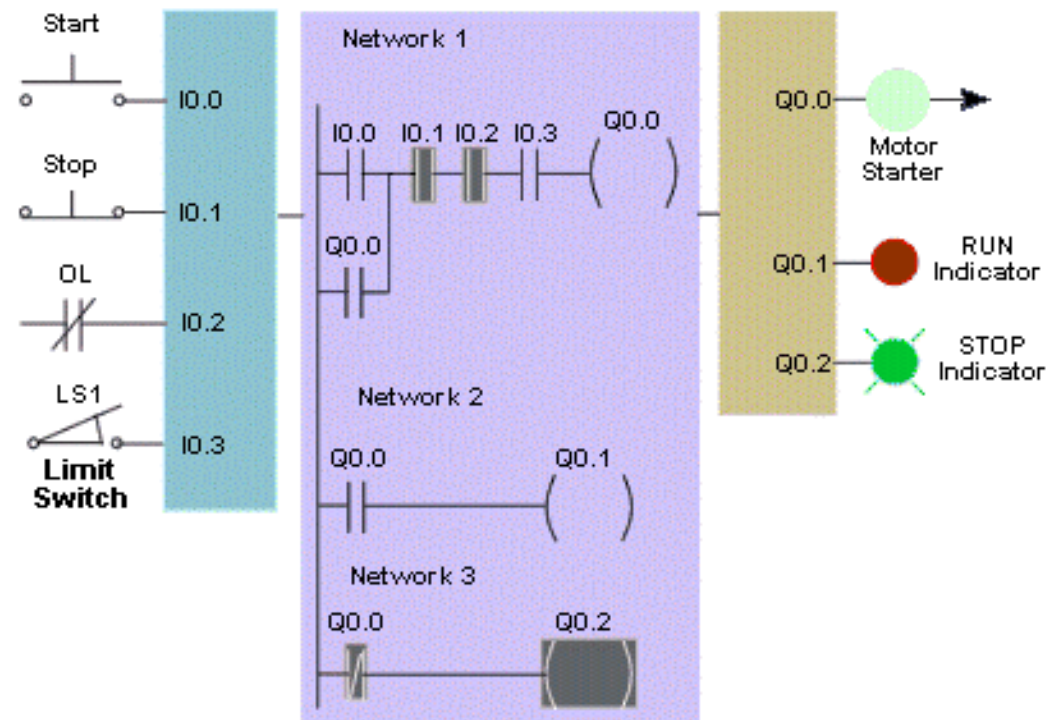 Start
I0.0
Stop
I0.1
OL
I0.2
LS1
I0.3
Limit
Switch
Network 1
I0.0 I0.1 I0.2 I0.3 Q0.0
Q0.0
Network 2
Q0.0 Q0.1
Network 3
Q0.0 Q0.2
Q0.0
Motor
Starter
Q0.1
RUN
Indicator
Q0.2
STOP
Indicator